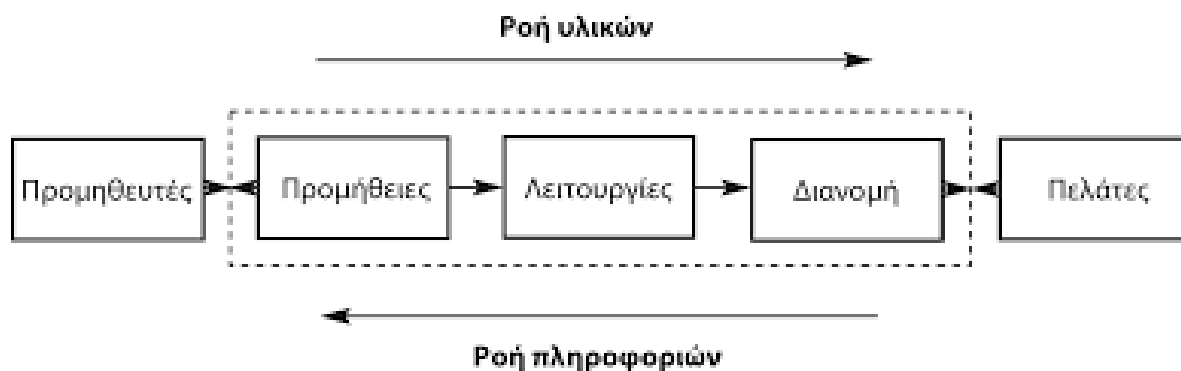 Ροή υλικών
Προμηθευτές
Προμήθειες
Λειτουργίες
Διανομή
Πελάτες
Ροή πληροφοριών